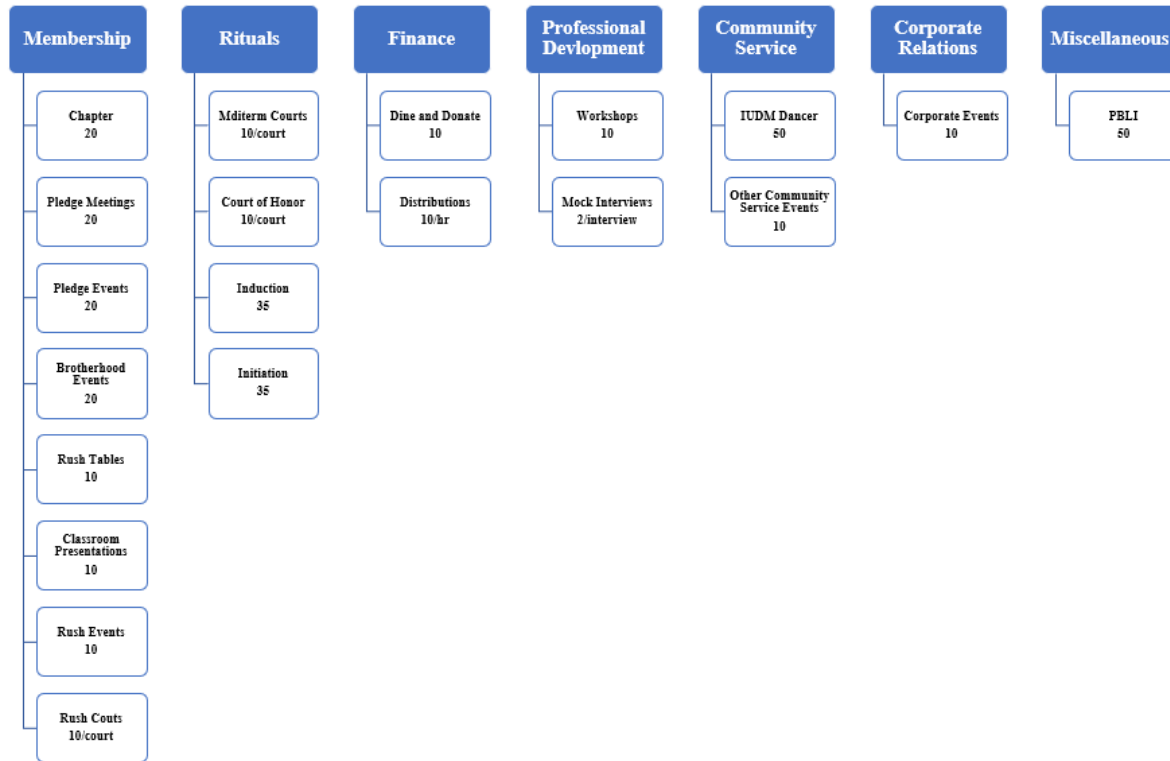 Membership
Chapter
20
Pledge Meetings
20
Pledge Events
20
Brotherhood
Events
20
Rush Tables
10
Classroom
Presentations
10
Rush Events
10
Rush Couts
10/court
Rituals
Mditerm Courts
10/court
Court of Honor
10/court
Induction
35
Initiation
35
Finance
Dine and Donate
10
Distributions
10/hr
Professional
Devlopment
Workshops
10
Mock Interviews
2/interview
Community
Service
IUDM Dancer
50
Other Community
Service Events
10
Corporate
Relations
Corporate Events
10
Miscellaneous
PBLI
50